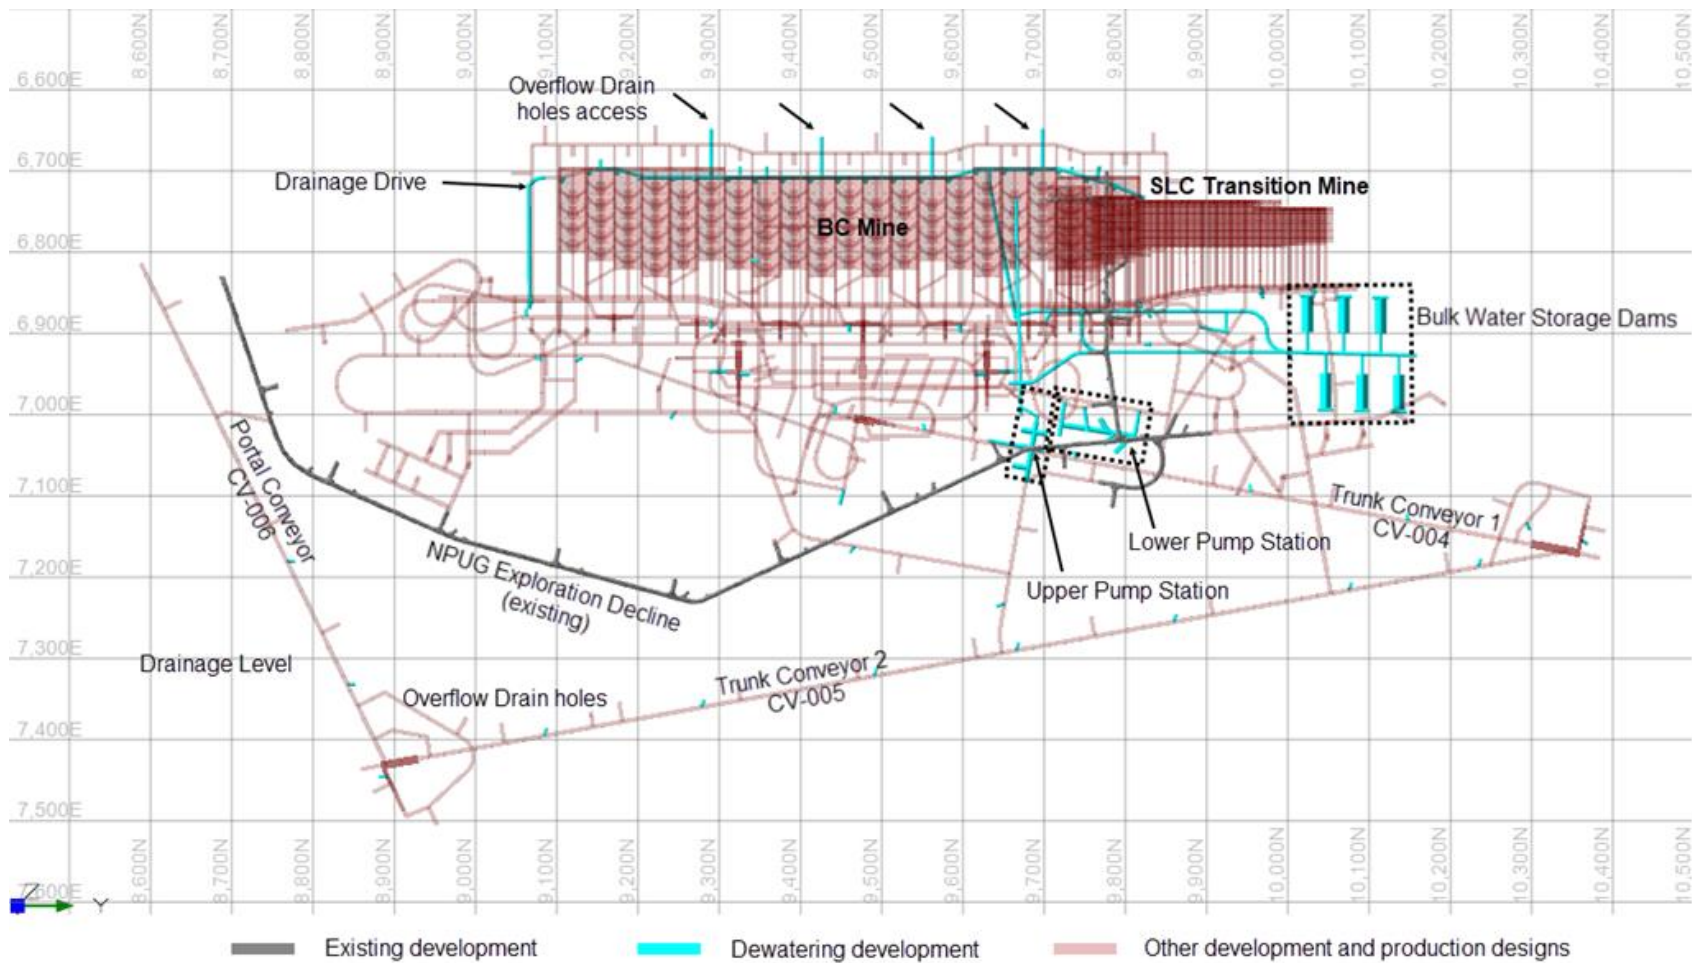 8,600N 8,700N 8,800N 8,900N 9,000N 9,100N 9,200N 9,300N 9,400N 9,500N 9,600N 9,700N 9,800N 9,900N 10,000N 10,100N 10,200N 10,300N 10,400N 10,500N
6,600E
Overflow Drain
holes access
6,700E
Drainage Drive
SLC Transition Mine
BC Mine
6,800E
Bulk Water Storage Dams
6,900E
7,000E
Portal Conveyor
CV-006
7,100E
Trunk Conveyor 1
CV-004
Lower Pump Station
NPUG Exploration Decline
(existing)
7,200E
Upper Pump Station
7,300E
Drainage Level
Trunk Conveyor 2
CV-005
Overflow Drain holes
7,400E
7,500E
8,600N 8,700N 8,800N 8,900N 9,000N 9,100N 9,200N 9,300N 9,400N 9,500N 9,600N 9,700N 9,800N 9,900N 10,000N 10,100N 10,200N 10,300N 10,400N 10,500N
7,600E
Z
Y
Existing development
Dewatering development
Other development and production designs